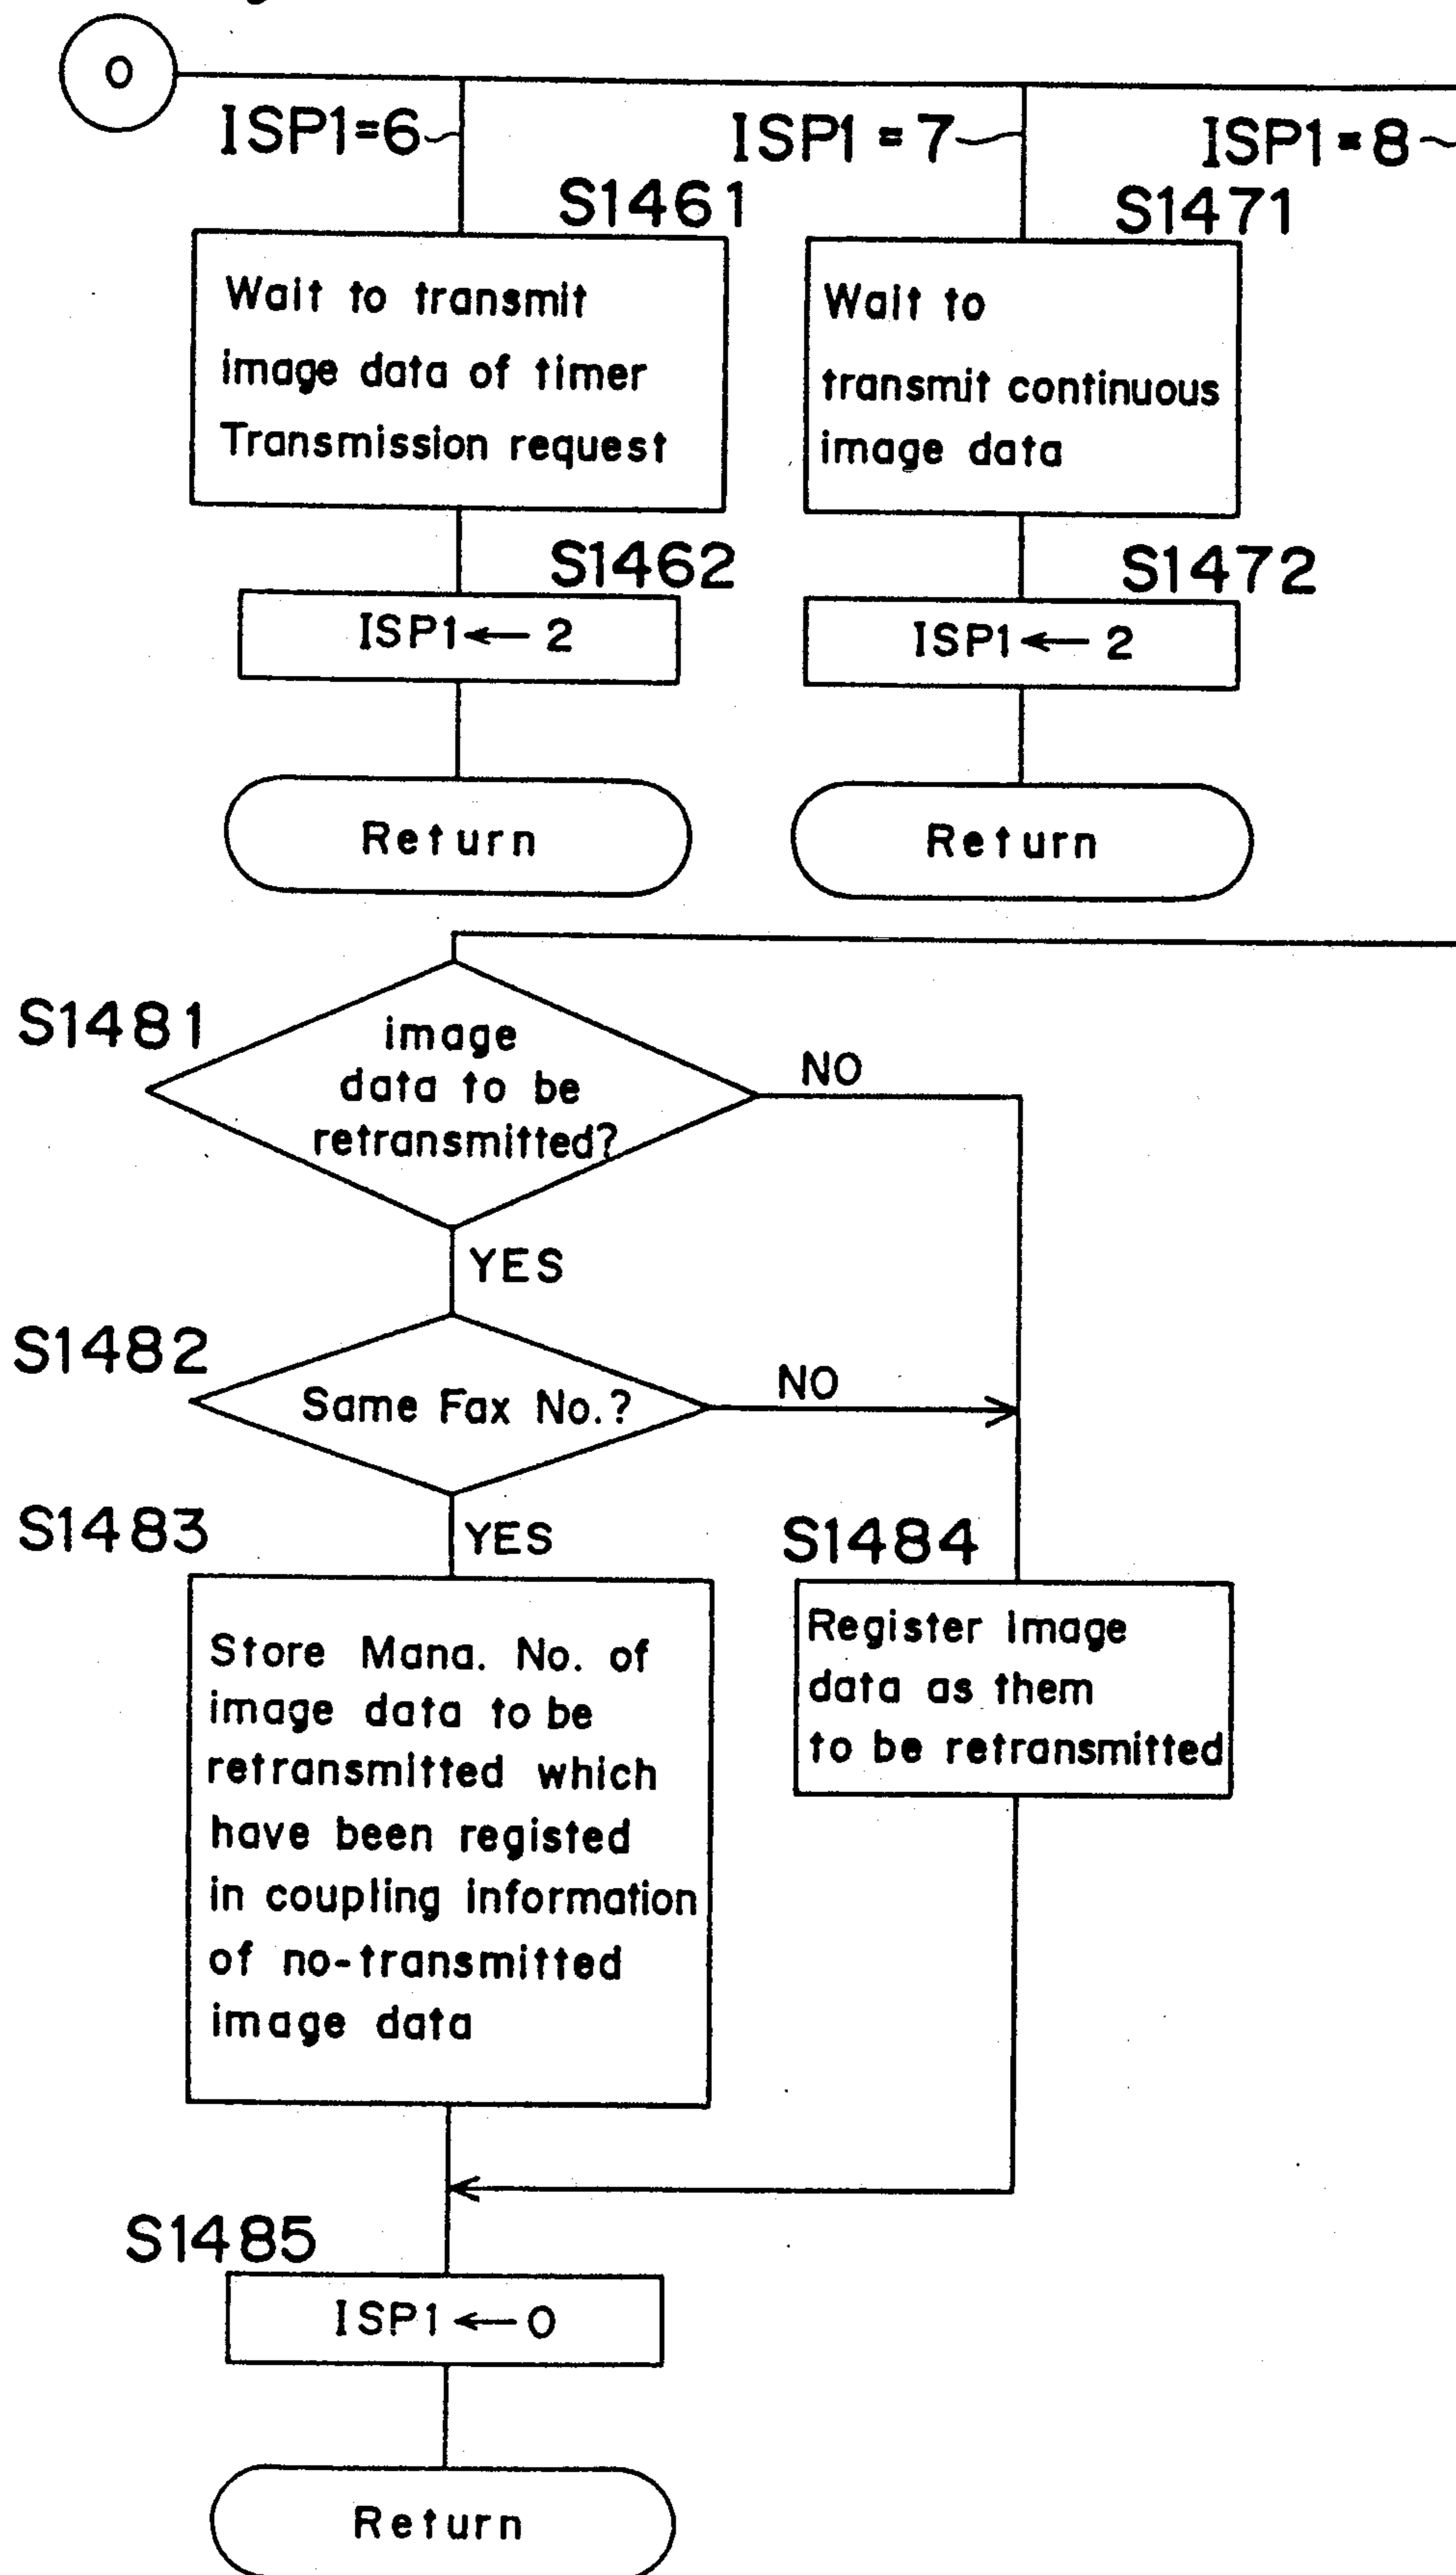 O
ISP1=6
ISP1=7
ISP1=8
S1461
S1471
Wait to transmit
image data of timer
Transmission request
Wait to
transmit continuous
image data
S1462
S1472
ISP1 ← 2
ISP1 ← 2
Return
Return
S1481
image
data to be
retransmitted?
NO
YES
S1482
Same Fax No.?
NO
S1483
YES
S1484
Store Mana. No. of
image data to be
retransmitted which
have been registed
in coupling information
of no-transmitted
image data
Register Image
data as them
to be retransmitted
S1485
ISP1 ← 0
Return